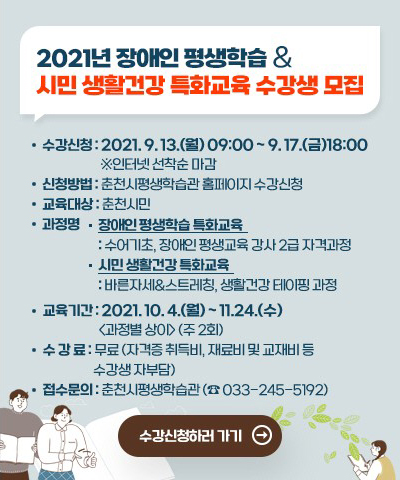 2021년 장애인 평생학습 &
시민 생활건강 특화교육 수강생 모집
• 수강신청 : 2021. 9. 13.(월) 09:00 ~ 9. 17.(금)18:00
※인터넷 선착순 마감
• 신청방법 : 춘천시평생학습관 홈페이지 수강신청
• 교육대상 : 춘천시민
• 과정명 • 장애인 평생학습 특화교육
: 수어기초, 장애인 평생교육 강사 2급 자격과정
• 시민 생활건강 특화교육
: 바른자세&스트레칭, 생활건강 테이핑 과정
• 교육기간 : 2021. 10. 4.(월) ~ 11.24.(수)
<과정별 상이> (주 2회)
• 수 강 료 : 무료 (자격증 취득비, 재료비 및 교재비 등
수강생 자부담)
• 접수문의 : 춘천시평생학습관 (☎ 033-245-5192)
수강신청하러 가기